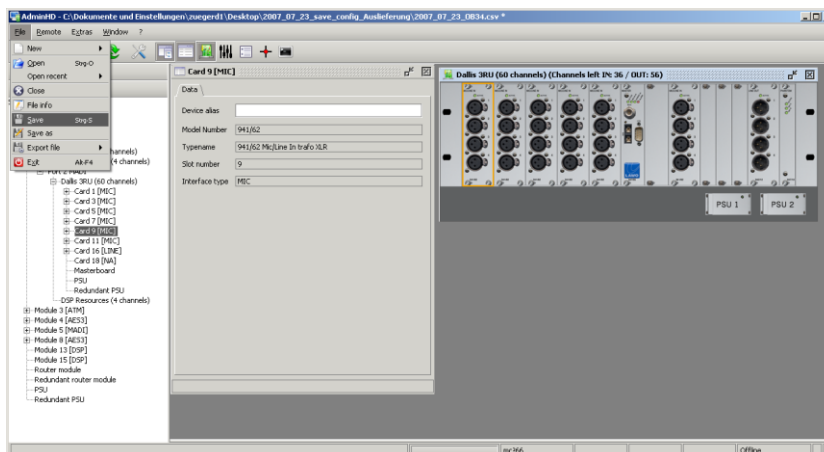 AdminHD - C:\Dokumente und Einstellungen\zuegerd1\Desktop\2007_07_23_save_config_Auslieferung\2007_07_23_0834.csv *
File Remote Extras Window ?
New
Open Strg-O
Open recent
Close
File info
Save Strg-S
Save as
Export file
Exit Alt-F4
hannels)
(4 channels)
Port 2 MADI
Dallis 3RU (60 channels)
Card 1 [MIC]
Card 3 [MIC]
Card 5 [MIC]
Card 7 [MIC]
Card 9 [MIC]
Card 11 [MIC]
Card 16 [LINE]
Card 18 [NA]
Masterboard
PSU
Redundant PSU
DSP Resources (4 channels)
Module 3 [ATM]
Module 4 [AES3]
Module 5 [MADI]
Module 8 [AES3]
Module 13 [DSP]
Module 15 [DSP]
Router module
Redundant router module
PSU
Redundant PSU
Card 9 [MIC]
Data
Device alias
Model Number 941/62
Typename 941/62 Mic/Line In trafo XLR
Slot number 9
Interface type MIC
Dallis 3RU (60 channels) (Channels left IN: 36 / OUT: 56)
PSU 1
PSU 2
mc366
Offline